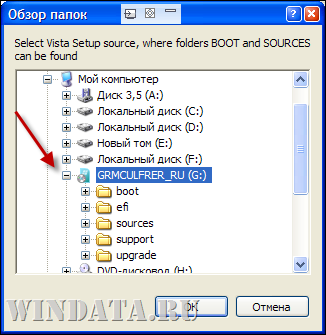 Обзор папок
Select Vista Setup source, where folders BOOT and SOURCES
can be found
Мой компьютер
Диск 3,5 (A:)
Локальный диск (C:)
Локальный диск (D:)
Новый том (E:)
Локальный диск (F:)
GRMCULFRER_RU (G:)
boot
efi
sources
support
upgrade
DVD-дисковод (H:)
OK
Отмена
WINDATA.RU